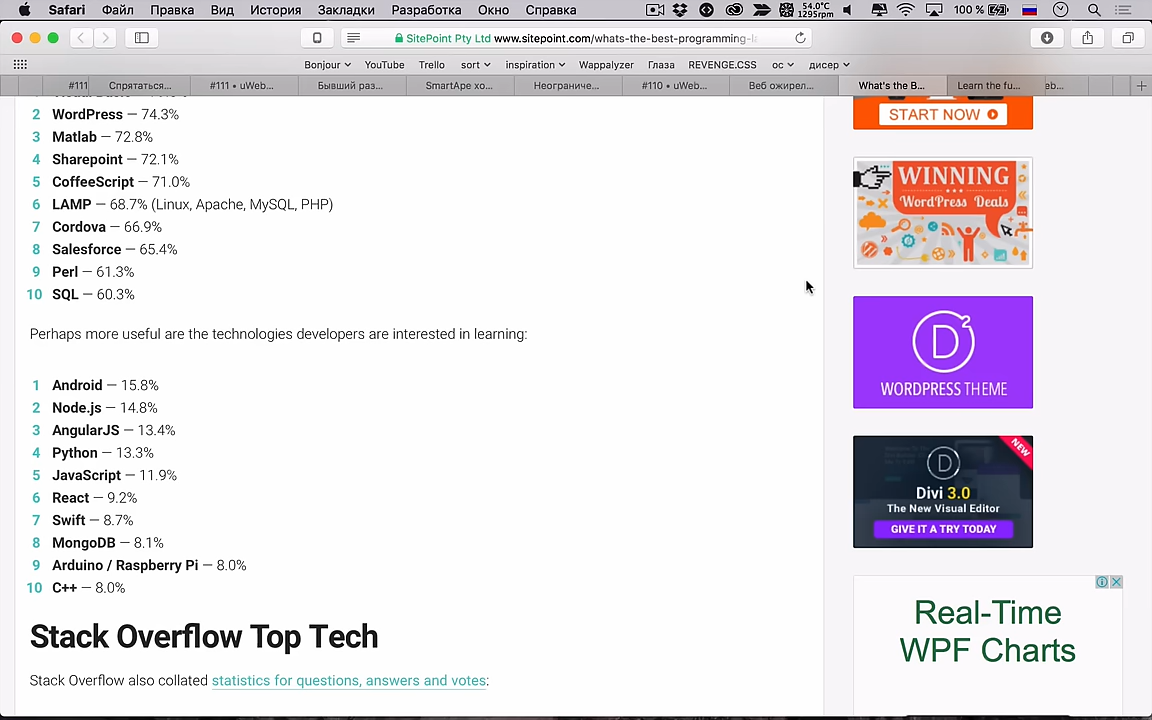 Safari Файл Правка Вид История Закладки Разработка Окно Справка 54.0°C 1295rpm 100 %
SitePoint Pty Ltd www.sitepoint.com/whats-the-best-programming-
Bonjour YouTube Trello sort inspiration Wappalyzer Глаза REVENGE.CSS ос дисер
#111 Спрятаться... #111 • uWeb... Бывший раз... SmartApe хо... Неограниче... #110 • uWeb... Веб ожирел... What's the B... Learn the fu... eb...
2 WordPress — 74.3%
3 Matlab — 72.8%
4 Sharepoint — 72.1%
5 CoffeeScript — 71.0%
6 LAMP — 68.7% (Linux, Apache, MySQL, PHP)
7 Cordova — 66.9%
8 Salesforce — 65.4%
9 Perl — 61.3%
10 SQL — 60.3%
Perhaps more useful are the technologies developers are interested in learning:
1 Android — 15.8%
2 Node.js — 14.8%
3 AngularJS — 13.4%
4 Python — 13.3%
5 JavaScript — 11.9%
6 React — 9.2%
7 Swift — 8.7%
8 MongoDB — 8.1%
9 Arduino / Raspberry Pi — 8.0%
10 C++ — 8.0%
Stack Overflow Top Tech
Stack Overflow also collated statistics for questions, answers and votes:
START NOW
WINNING
WordPress Deals
D2
WORDPRESS THEME
NEW
D
Divi 3.0
The New Visual Editor
GIVE IT A TRY TODAY
Real-Time
WPF Charts